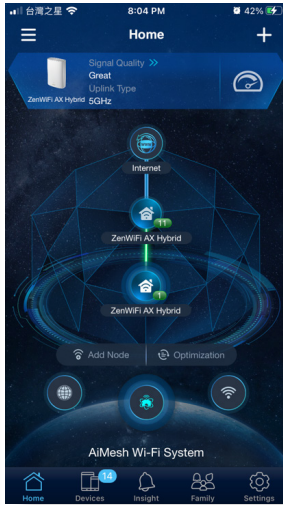 台灣之星 8:04 PM 42%
Home
Signal Quality >>
Great
Uplink Type
ZenWiFi AX Hybrid 5GHz
Internet
11
ZenWiFi AX Hybrid
1
ZenWiFi AX Hybrid
Add Node Optimization
AiMesh Wi-Fi System
14
Home Devices Insight Family Settings